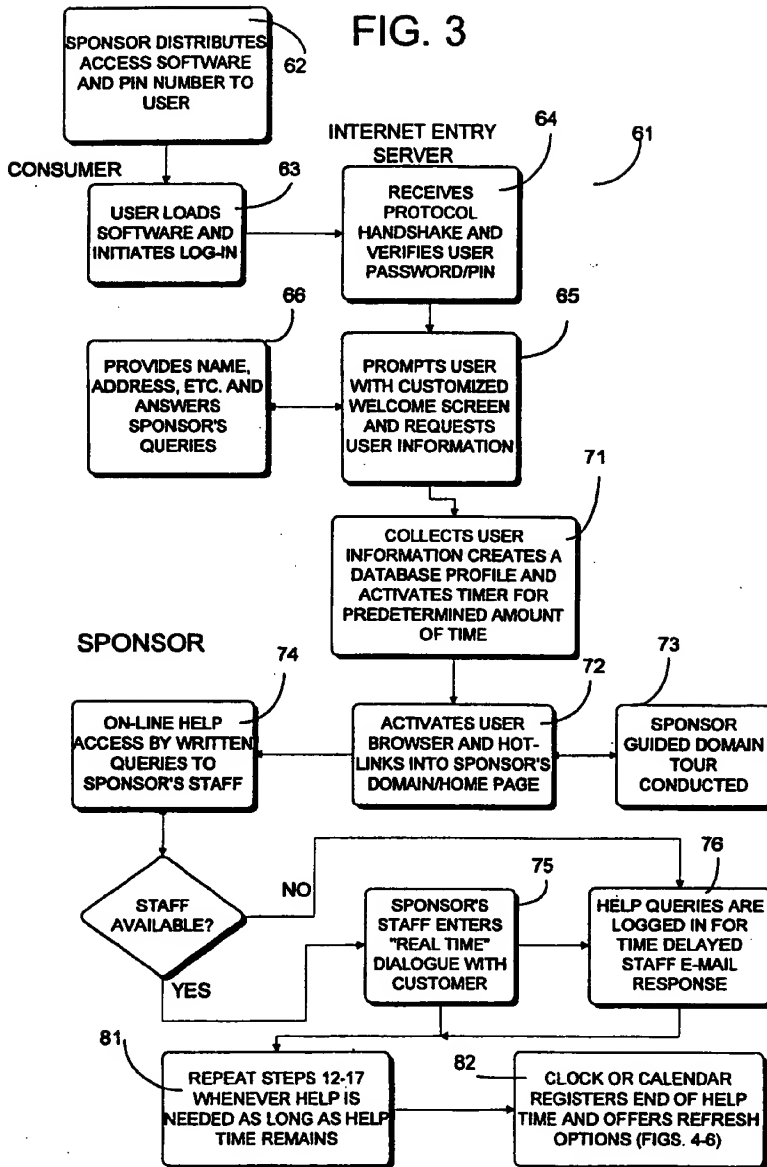 FIG. 3
SPONSOR DISTRIBUTES
ACCESS SOFTWARE
AND PIN NUMBER TO
USER
62
CONSUMER
63
USER LOADS
SOFTWARE AND
INITIATES LOG-IN
INTERNET ENTRY
SERVER
64
61
RECEIVES
PROTOCOL
HANDSHAKE AND
VERIFIES USER
PASSWORD/PIN
66
PROVIDES NAME,
ADDRESS, ETC. AND
ANSWERS
SPONSOR'S
QUERIES
65
PROMPTS USER
WITH CUSTOMIZED
WELCOME SCREEN
AND REQUESTS
USER INFORMATION
71
COLLECTS USER
INFORMATION CREATES A
DATABASE PROFILE AND
ACTIVATES TIMER FOR
PREDETERMINED AMOUNT
OF TIME
SPONSOR
74
ON-LINE HELP
ACCESS BY WRITTEN
QUERIES TO
SPONSOR'S STAFF
72
ACTIVATES USER
BROWSER AND HOT-
LINKS INTO SPONSOR'S
DOMAIN/HOME PAGE
73
SPONSOR
GUIDED DOMAIN
TOUR
CONDUCTED
STAFF
AVAILABLE?
NO
YES
75
SPONSOR'S
STAFF ENTERS
"REAL TIME"
DIALOGUE WITH
CUSTOMER
76
HELP QUERIES ARE
LOGGED IN FOR
TIME DELAYED
STAFF E-MAIL
RESPONSE
81
REPEAT STEPS 12-17
WHENEVER HELP IS
NEEDED AS LONG AS HELP
TIME REMAINS
82
CLOCK OR CALENDAR
REGISTERS END OF HELP
TIME AND OFFERS REFRESH
OPTIONS (FIGS. 4-6)